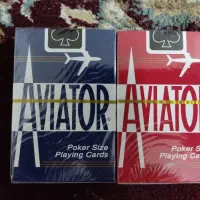 AVIATOR
Poker Size
Playing Cards
AVIATOR
Poker Size
Playing Cards